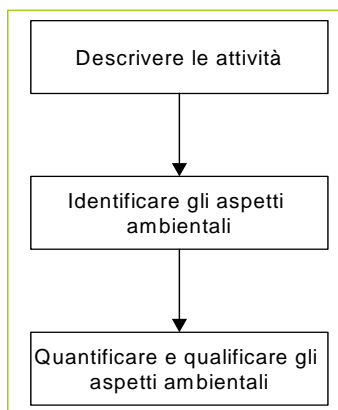 Descrivere le attività
Identificare gli aspetti
ambientali
Quantificare e qualificare gli
aspetti ambientali